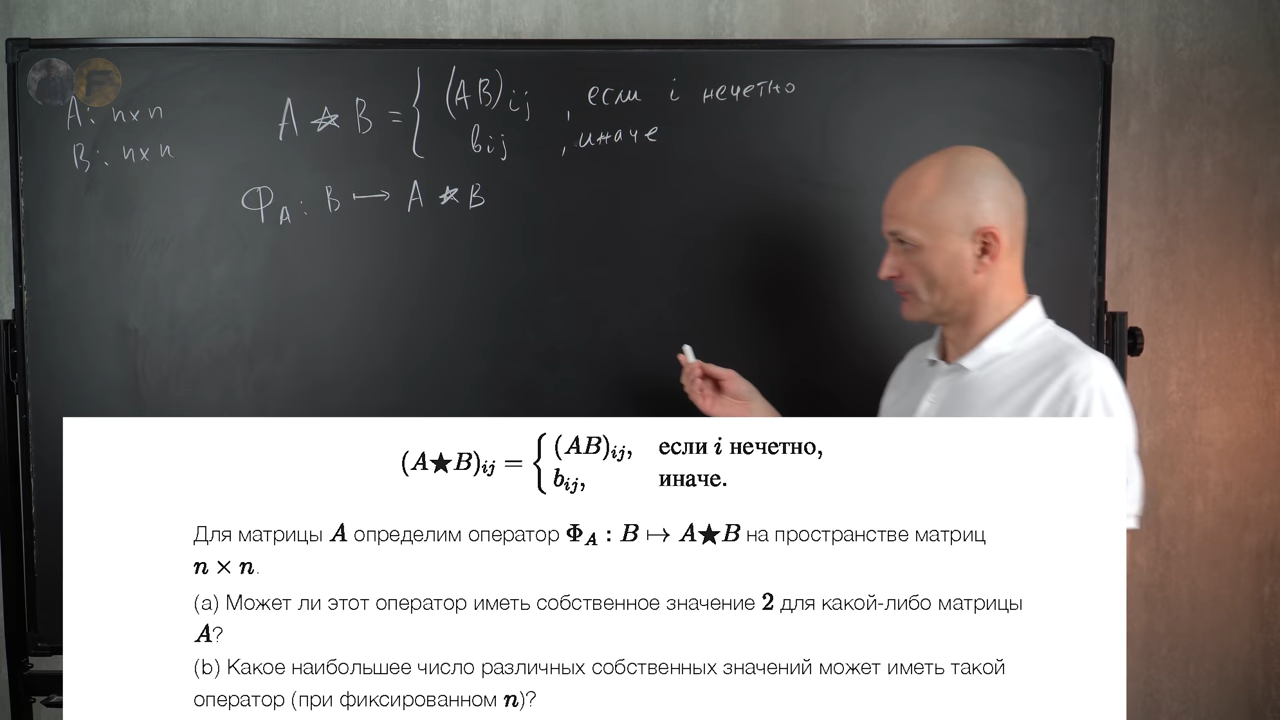 A: n×n
B: n×n
A ☆ B = { (AB)ij , если i нечетно
bij , иначе
ΦA : B ↦ A ☆ B
(A★B)ij = { (AB)ij, если i нечетно,
bij, иначе.
Для матрицы A определим оператор ΦA : B ↦ A★B на пространстве матриц
n × n.
(a) Может ли этот оператор иметь собственное значение 2 для какой-либо матрицы
A?
(b) Какое наибольшее число различных собственных значений может иметь такой
оператор (при фиксированном n)?